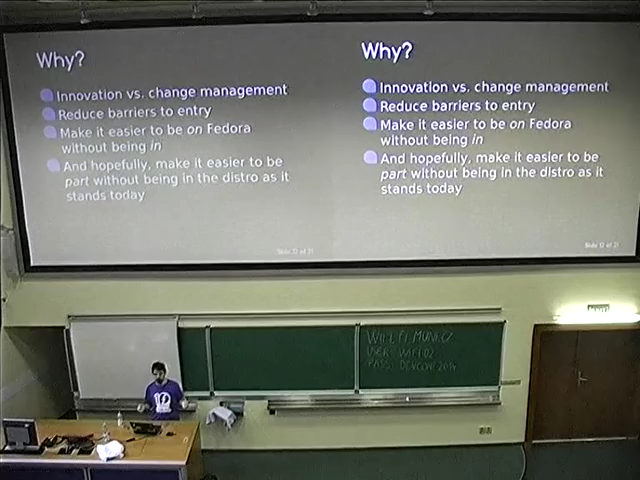 Why?
Innovation vs. change management
Reduce barriers to entry
Make it easier to be on Fedora
without being in
And hopefully, make it easier to be
part without being in the distro as it
stands today
Why?
Innovation vs. change management
Reduce barriers to entry
Make it easier to be on Fedora
without being in
And hopefully, make it easier to be
part without being in the distro as it
stands today
USER: WIFI02
PASS: DEVCONF2014